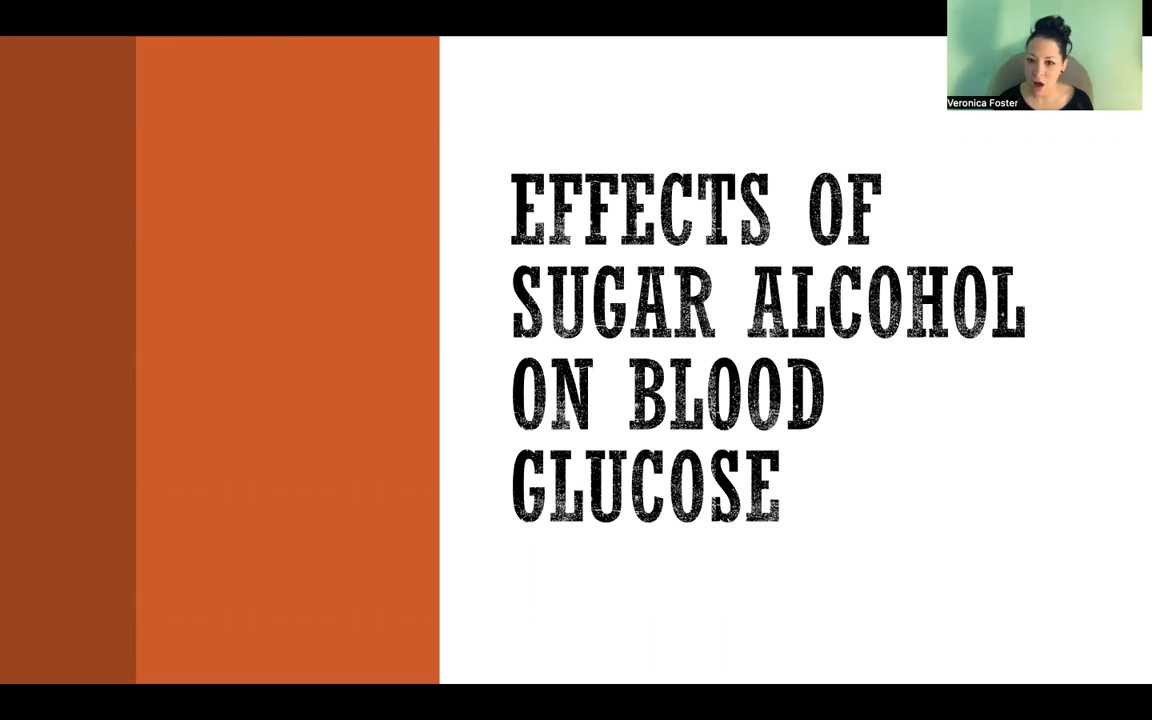 Veronica Foster
EFFECTS OF
SUGAR ALCOHOL
ON BLOOD
GLUCOSE